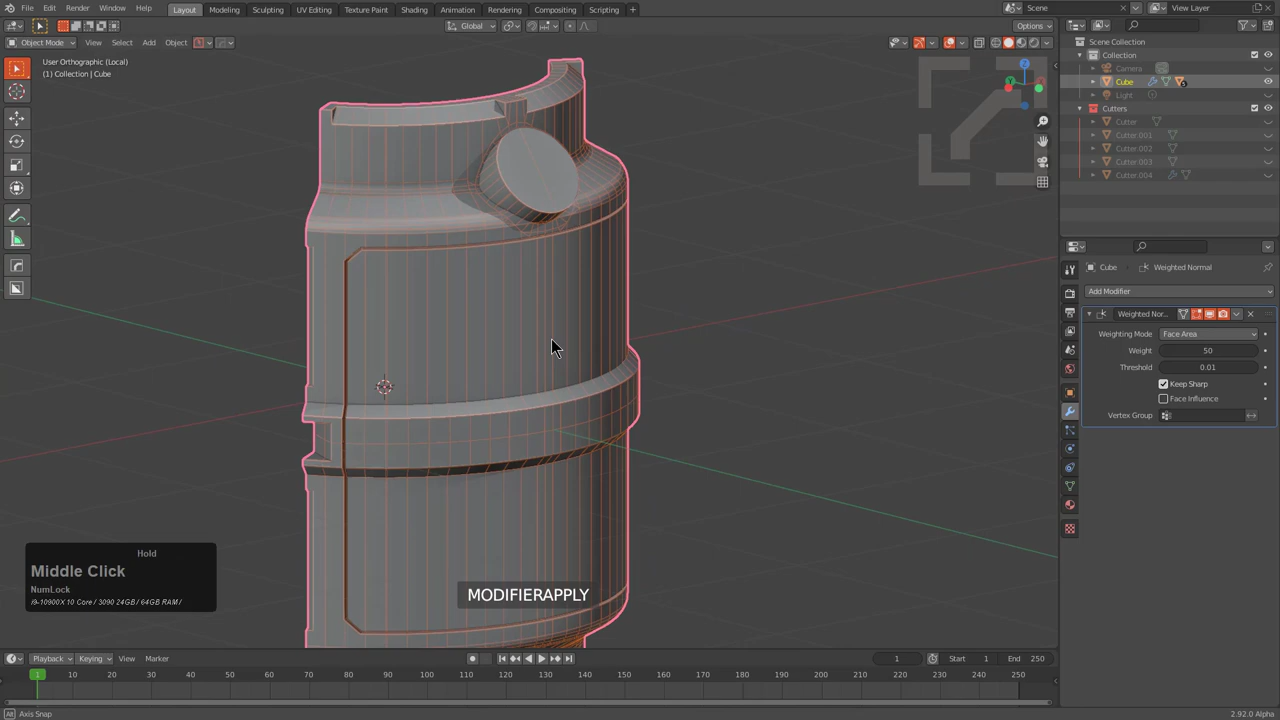 File Edit Render Window Help Layout Modeling Sculpting UV Editing Texture Paint Shading Animation Rendering Compositing Scripting + Scene View Layer
Global Options
Object Mode View Select Add Object
User Orthographic (Local)
(1) Collection | Cube
Scene Collection
Collection
Camera
Cube
Light
Cutters
Cutter
Cutter.001
Cutter.002
Cutter.003
Cutter.004
Cube Weighted Normal
Add Modifier
Weighted Nor...
Weighting Mode Face Area
Weight 50
Threshold 0.01
Keep Sharp
Face Influence
Vertex Group
Hold
Middle Click
NumLock
i9-10900X 10 Core / 3090 24GB / 64GB RAM /
MODIFIERAPPLY
Playback Keying View Marker 1 Start 1 End 250
1 10 20 30 40 50 60 70 80 90 100 110 120 130 140 150 160 170 180 190 200 210 220 230 240 250
Axis Snap 2.92.0 Alpha